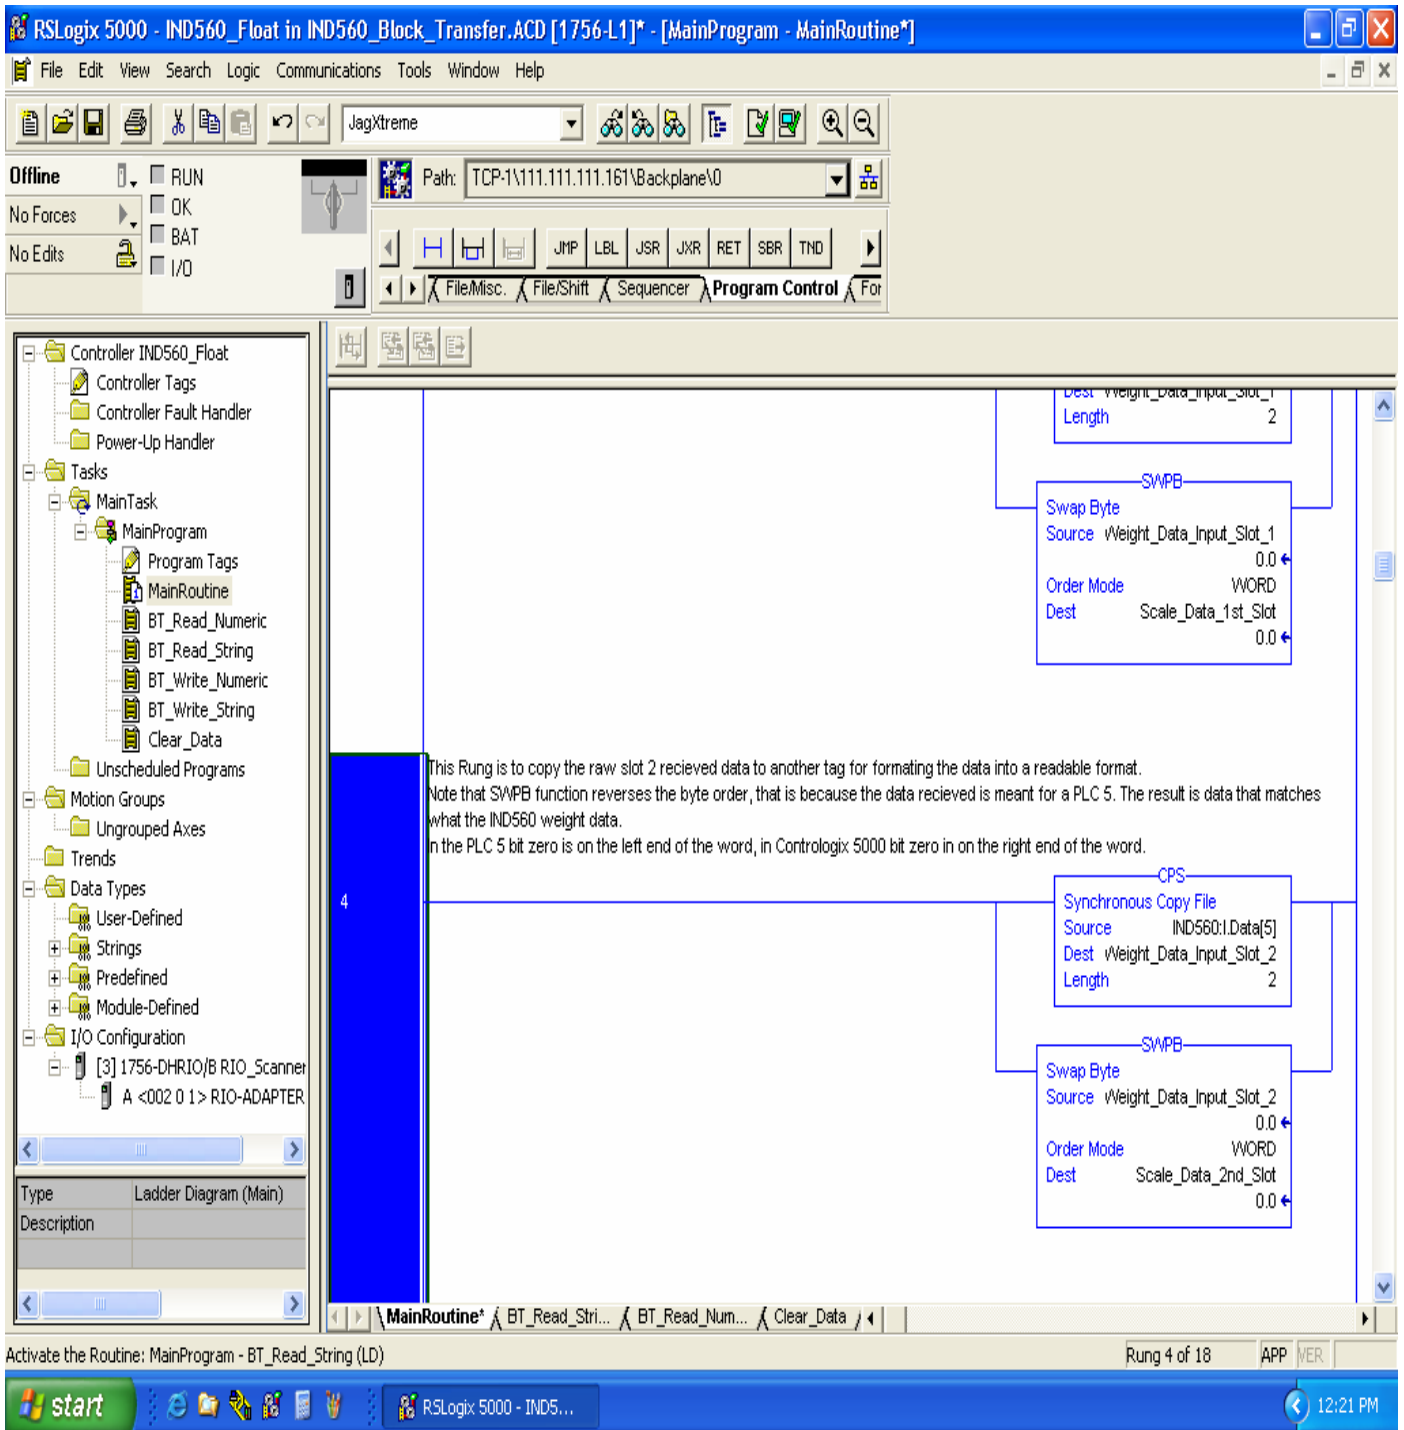 RSLogix 5000 - IND560_Float in IND560_Block_Transfer.ACD [1756-L1]* - [MainProgram - MainRoutine*]
File Edit View Search Logic Communications Tools Window Help
JagXtreme
Offline
RUN
No Forces
OK
No Edits
BAT
I/O
Path: TCP-1\111.111.111.161\Backplane\0
JMP LBL JSR JXR RET SBR TND
File/Misc. File/Shift Sequencer Program Control For
Controller IND560_Float
Controller Tags
Controller Fault Handler
Power-Up Handler
Tasks
MainTask
MainProgram
Program Tags
MainRoutine
BT_Read_Numeric
BT_Read_String
BT_Write_Numeric
BT_Write_String
Clear_Data
Unscheduled Programs
Motion Groups
Ungrouped Axes
Trends
Data Types
User-Defined
Strings
Predefined
Module-Defined
I/O Configuration
[3] 1756-DHRIO/B RIO_Scanner
A <002 0 1> RIO-ADAPTER
Type Ladder Diagram (Main)
Description
Dest Weight_Data_Input_Slot_1
Length 2
SWPB
Swap Byte
Source Weight_Data_Input_Slot_1
0.0
Order Mode WORD
Dest Scale_Data_1st_Slot
0.0
This Rung is to copy the raw slot 2 recieved data to another tag for formating the data into a readable format.
Note that SWPB function reverses the byte order, that is because the data recieved is meant for a PLC 5. The result is data that matches
what the IND560 weight data.
In the PLC 5 bit zero is on the left end of the word, in Contrologix 5000 bit zero in on the right end of the word.
4
CPS
Synchronous Copy File
Source IND560:I.Data[5]
Dest Weight_Data_Input_Slot_2
Length 2
SWPB
Swap Byte
Source Weight_Data_Input_Slot_2
0.0
Order Mode WORD
Dest Scale_Data_2nd_Slot
0.0
MainRoutine* BT_Read_Stri... BT_Read_Num... Clear_Data
Activate the Routine: MainProgram - BT_Read_String (LD)
Rung 4 of 18 APP VER
start
RSLogix 5000 - IND5...
12:21 PM